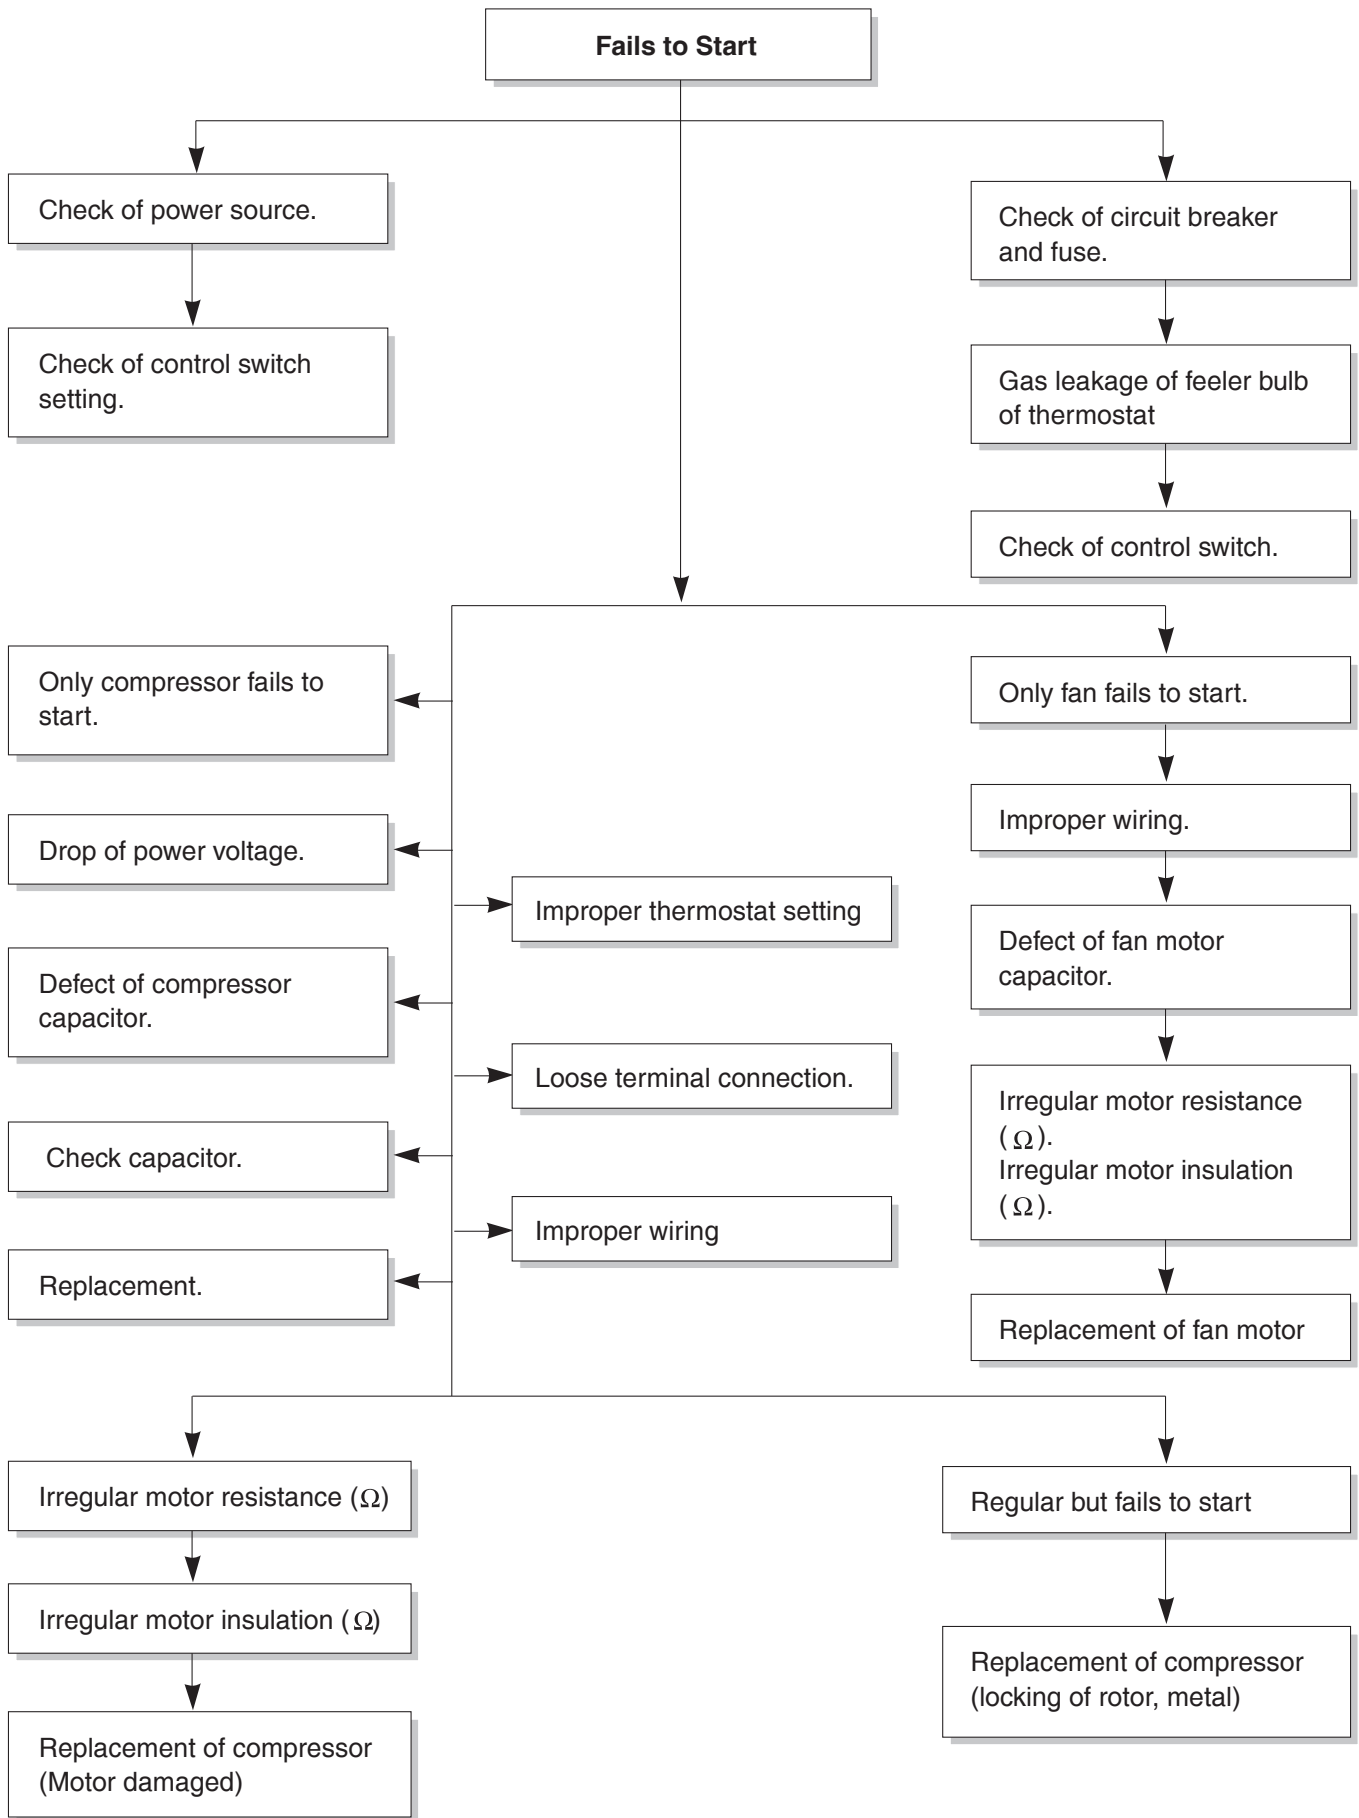 Fails to Start
Check of power source.
Check of control switch
setting.
Check of circuit breaker
and fuse.
Gas leakage of feeler bulb
of thermostat
Check of control switch.
Only compressor fails to
start.
Drop of power voltage.
Defect of compressor
capacitor.
Check capacitor.
Replacement.
Improper thermostat setting
Loose terminal connection.
Improper wiring
Only fan fails to start.
Improper wiring.
Defect of fan motor
capacitor.
Irregular motor resistance
(Ω).
Irregular motor insulation
(Ω).
Replacement of fan motor
Irregular motor resistance (Ω)
Irregular motor insulation (Ω)
Replacement of compressor
(Motor damaged)
Regular but fails to start
Replacement of compressor
(locking of rotor, metal)